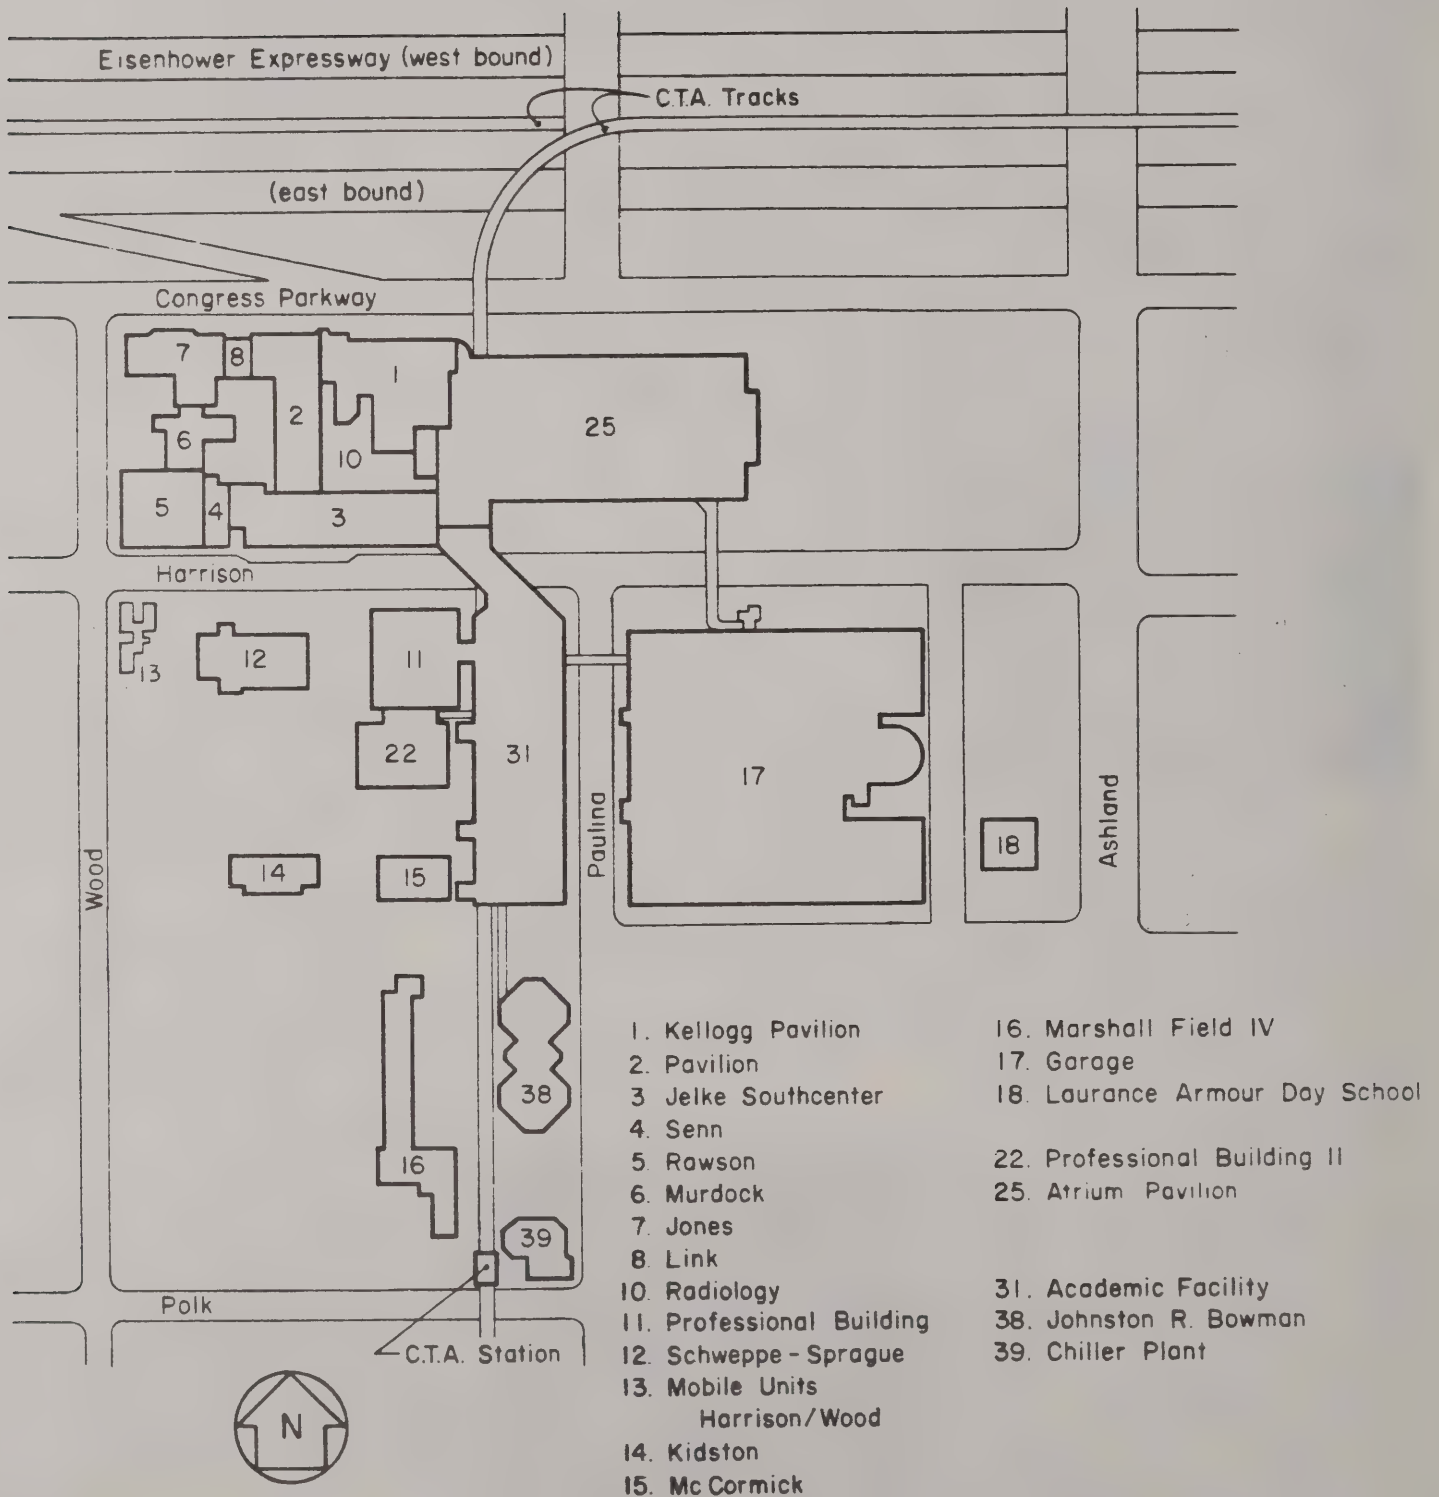 Eisenhower Expressway (west bound)
C.T.A. Tracks
(east bound)
Congress Parkway
7
8
1
2
25
6
10
5
4
3
Harrison
12
11
13
31
22
17
Paulina
Ashland
18
Wood
14
15
38
16
39
Polk
C.T.A. Station
N
1. Kellogg Pavilion
2. Pavilion
3 Jelke Southcenter
4. Senn
5. Rawson
6. Murdock
7. Jones
8. Link
10. Radiology
11. Professional Building
12. Schweppe - Sprague
13. Mobile Units
Harrison/Wood
14. Kidston
15. Mc Cormick
16. Marshall Field IV
17. Garage
18. Laurance Armour Day School
22. Professional Building II
25. Atrium Pavilion
31. Academic Facility
38. Johnston R. Bowman
39. Chiller Plant